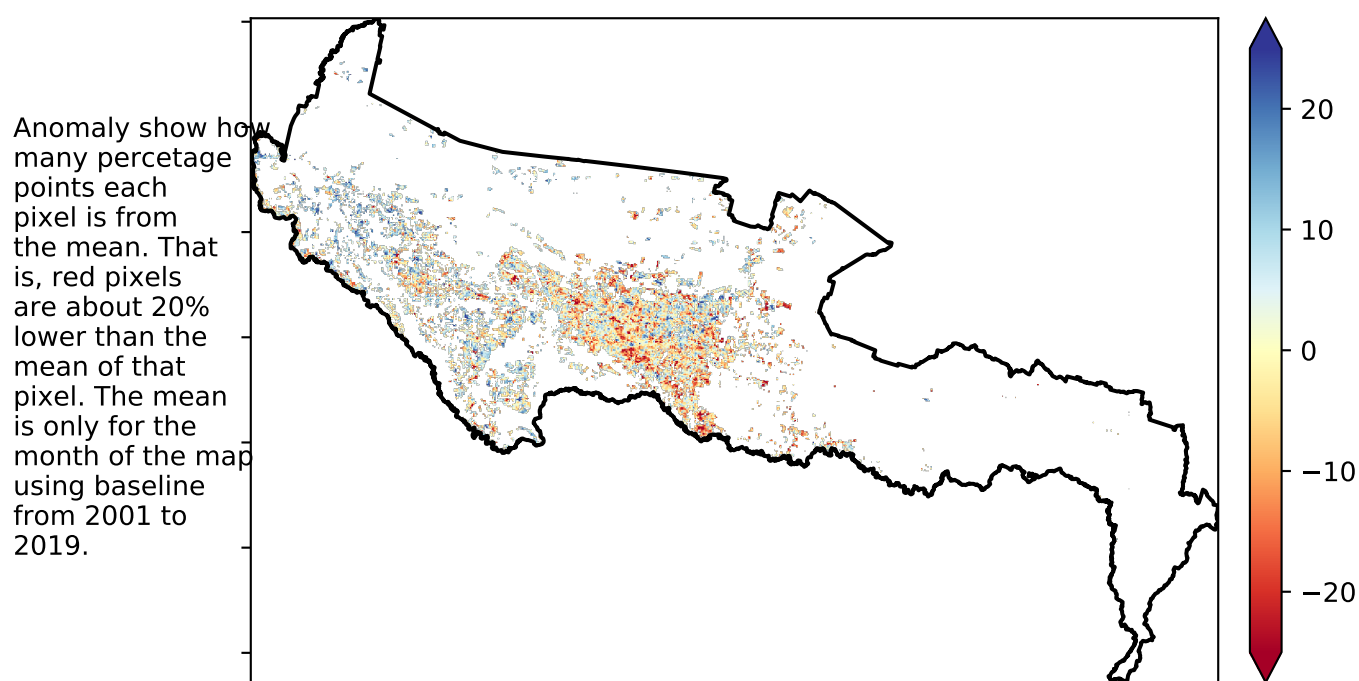 Anomaly show how
many percetage
points each
pixel is from
the mean. That
is, red pixels
are about 20%
lower than the
mean of that
pixel. The mean
is only for the
month of the map
using baseline
from 2001 to
2019.
20
10
0
−10
−20